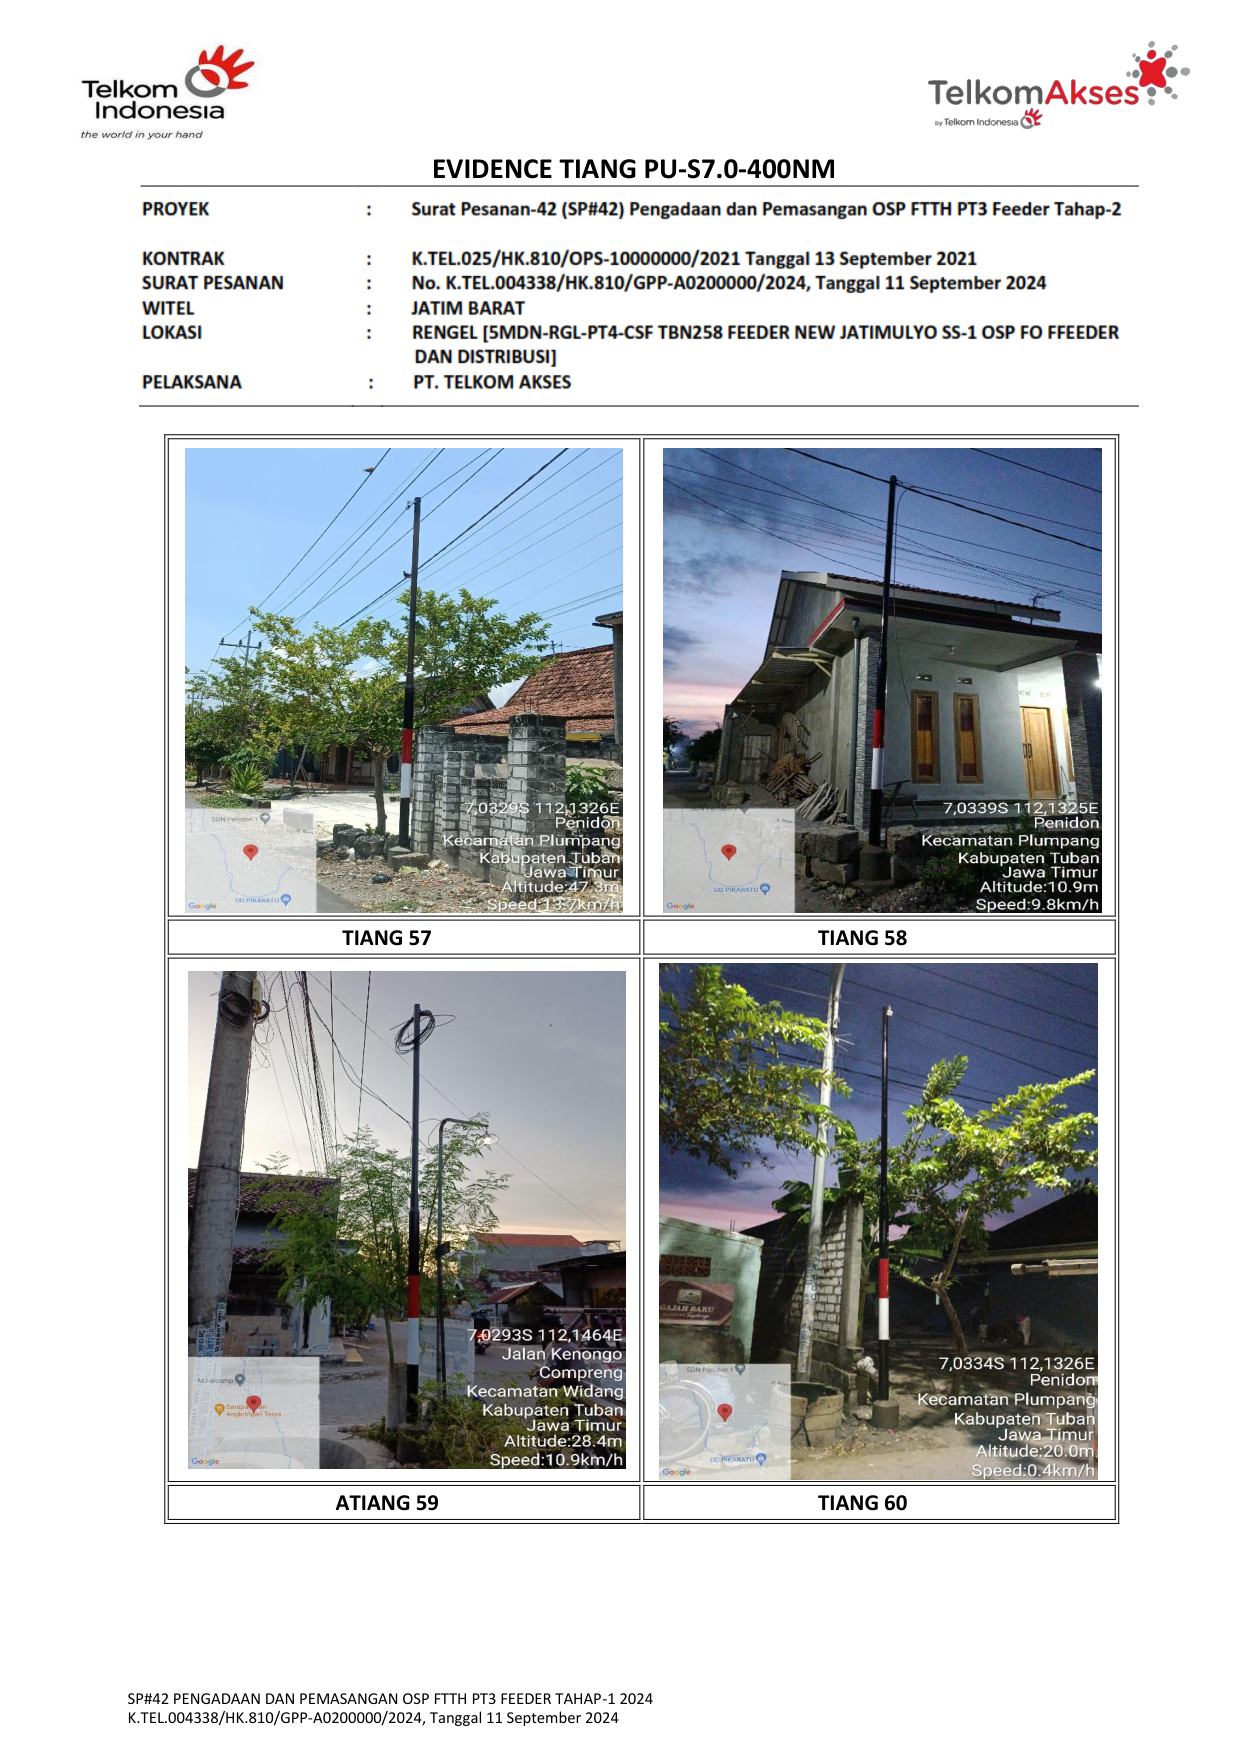 Telkom
Indonesia
the world in your hand
TelkomAkses
by Telkom Indonesia
EVIDENCE TIANG PU-S7.0-400NM
PROYEK : Surat Pesanan-42 (SP#42) Pengadaan dan Pemasangan OSP FTTH PT3 Feeder Tahap-2
KONTRAK : K.TEL.025/HK.810/OPS-10000000/2021 Tanggal 13 September 2021
SURAT PESANAN : No. K.TEL.004338/HK.810/GPP-A0200000/2024, Tanggal 11 September 2024
WITEL : JATIM BARAT
LOKASI : RENGEL [5MDN-RGL-PT4-CSF TBN258 FEEDER NEW JATIMULYO SS-1 OSP FO FFEEDER
DAN DISTRIBUSI]
PELAKSANA : PT. TELKOM AKSES
7,0329S 112,1326E
Penidon
Kecamatan Plumpang
Kabupaten Tuban
Jawa Timur
Altitude:47.3m
Speed:13.7km/h
SDN Penidon 1
UD PIKARATU
Google
7,0339S 112,1325E
Penidon
Kecamatan Plumpang
Kabupaten Tuban
Jawa Timur
Altitude:10.9m
Speed:9.8km/h
UD PIKARATU
Google
TIANG 57
TIANG 58
7,0293S 112,1464E
Jalan Kenongo
Compreng
Kecamatan Widang
Kabupaten Tuban
Jawa Timur
Altitude:28.4m
Speed:10.9km/h
Google
GAJAH BARU
7,0334S 112,1326E
Penidon
Kecamatan Plumpang
Kabupaten Tuban
Jawa Timur
Altitude:20.0m
Speed:0.4km/h
UD PIKARATU
Google
ATIANG 59
TIANG 60
SP#42 PENGADAAN DAN PEMASANGAN OSP FTTH PT3 FEEDER TAHAP-1 2024
K.TEL.004338/HK.810/GPP-A0200000/2024, Tanggal 11 September 2024